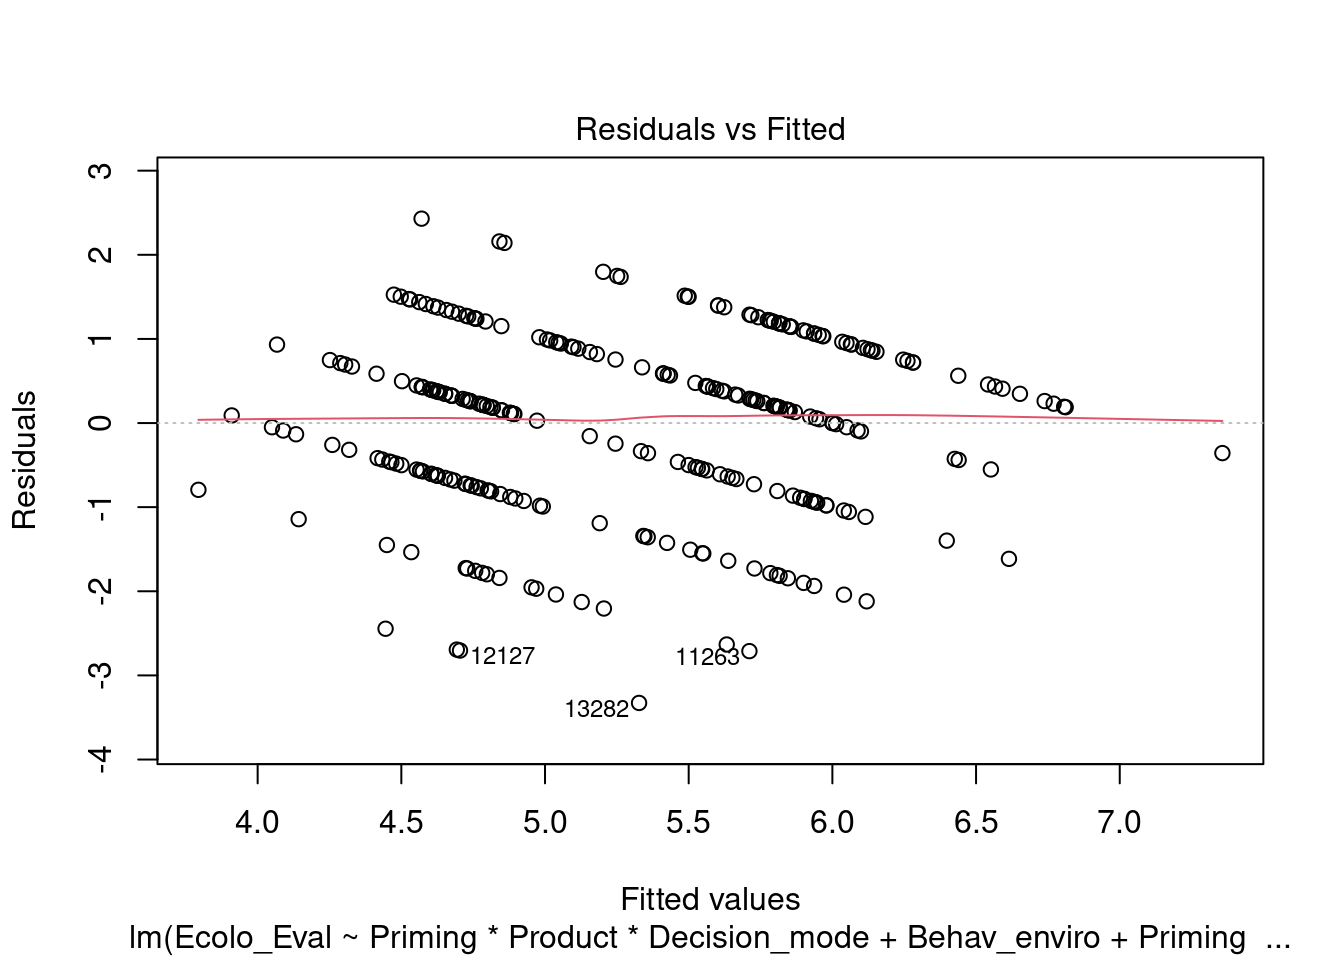 Residuals vs Fitted
Residuals
3
2
1
0
-1
-2
-3
-4
12127
11263
13282
4.0 4.5 5.0 5.5 6.0 6.5 7.0
Fitted values
lm(Ecolo_Eval ~ Priming * Product * Decision_mode + Behav_enviro + Priming ...